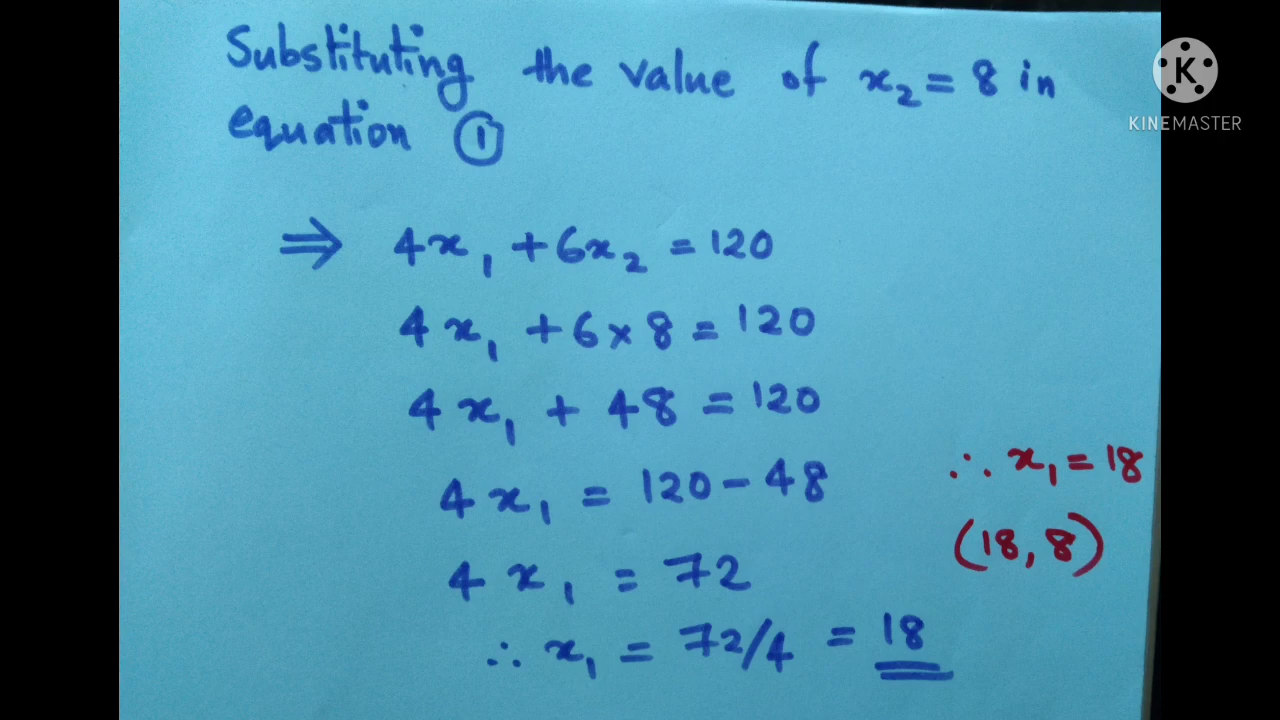 Substituting the value of x₂ = 8 in
equation ①
⇒ 4x₁ + 6x₂ = 120
4x₁ + 6 × 8 = 120
4x₁ + 48 = 120
4x₁ = 120 - 48
4x₁ = 72
∴ x₁ = 72/4 = 18
∴ x₁ = 18
(18, 8)
K
KINEMASTER